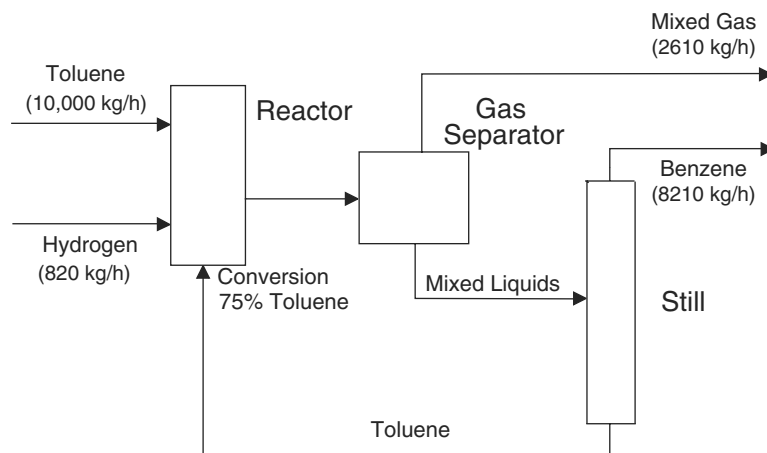 Mixed Gas
(2610 kg/h)
Toluene
(10,000 kg/h)
Reactor
Gas
Separator
Benzene
(8210 kg/h)
Hydrogen
(820 kg/h)
Conversion
75% Toluene
Mixed Liquids
Still
Toluene